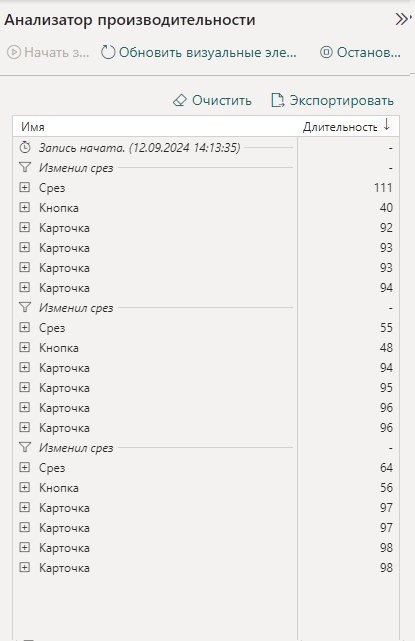 Анализатор производительности
Начать з... Обновить визуальные эле... Останов...
Очистить Экспортировать
Имя Длительность
Запись начата. (12.09.2024 14:13:35) -
Изменил срез -
Срез 111
Кнопка 40
Карточка 92
Карточка 93
Карточка 93
Карточка 94
Изменил срез -
Срез 55
Кнопка 48
Карточка 94
Карточка 95
Карточка 96
Карточка 96
Изменил срез -
Срез 64
Кнопка 56
Карточка 97
Карточка 97
Карточка 98
Карточка 98